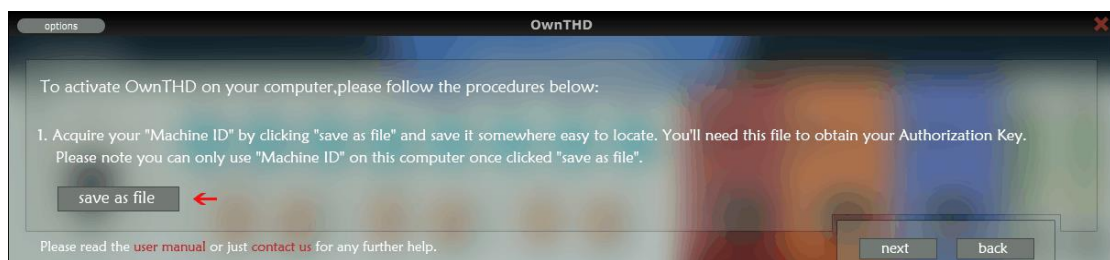 options
OwnTHD
To activate OwnTHD on your computer,please follow the procedures below:
1. Acquire your "Machine ID" by clicking "save as file" and save it somewhere easy to locate. You'll need this file to obtain your Authorization Key.
Please note you can only use "Machine ID" on this computer once clicked "save as file".
save as file
Please read the user manual or just contact us for any further help.
next
back